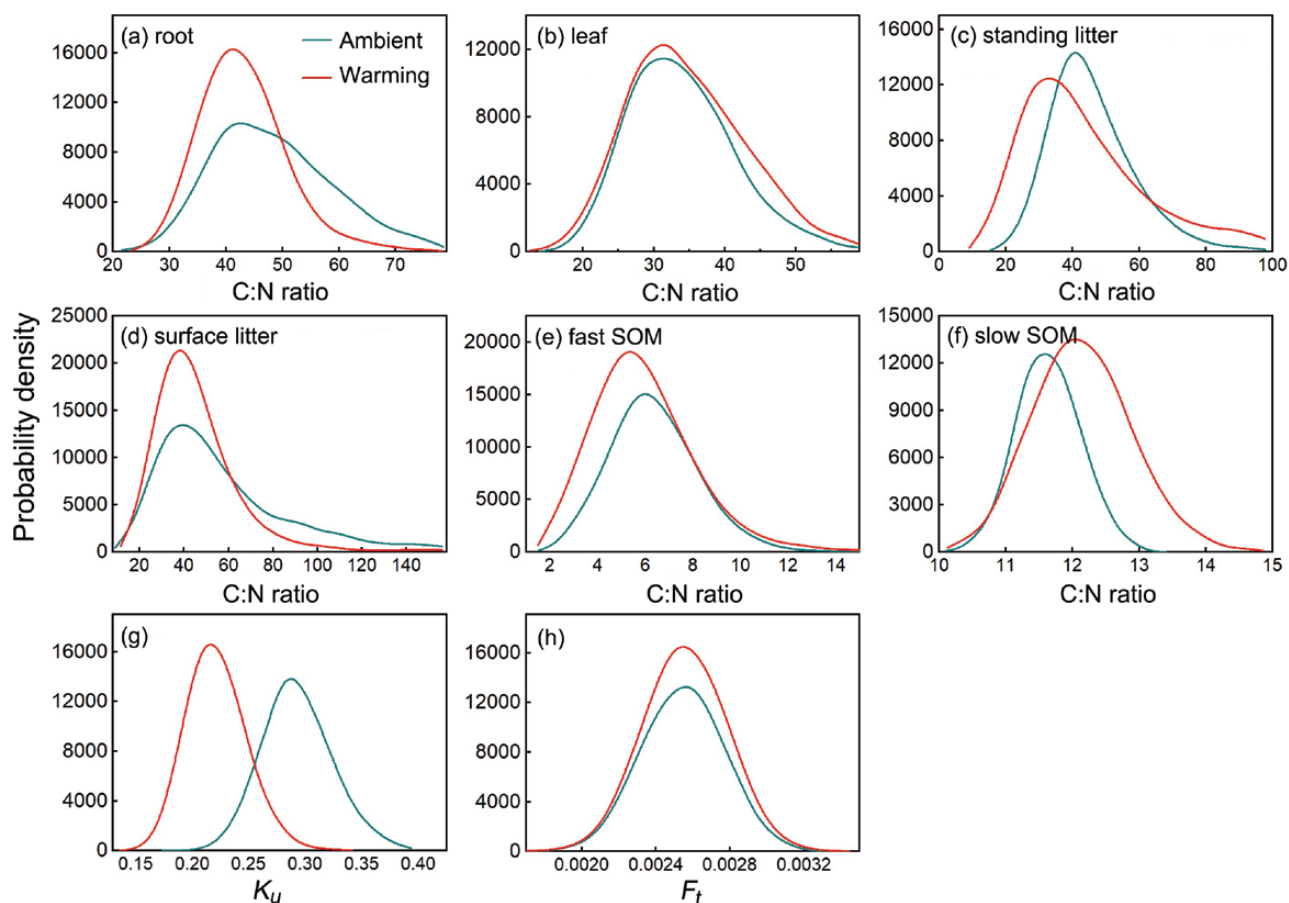 (a) root
Ambient
Warming
16000
12000
8000
4000
0
20 30 40 50 60 70
C:N ratio
(b) leaf
12000
8000
4000
0
20 30 40 50
C:N ratio
(c) standing litter
16000
12000
8000
4000
0
0 20 40 60 80 100
C:N ratio
Probability density
(d) surface litter
25000
20000
15000
10000
5000
0
20 40 60 80 100 120 140
C:N ratio
(e) fast SOM
20000
15000
10000
5000
0
2 4 6 8 10 12 14
C:N ratio
(f) slow SOM
15000
12000
9000
6000
3000
0
10 11 12 13 14 15
C:N ratio
(g)
16000
12000
8000
4000
0
0.15 0.20 0.25 0.30 0.35 0.40
Ku
(h)
16000
12000
8000
4000
0
0.0020 0.0024 0.0028 0.0032
Ft